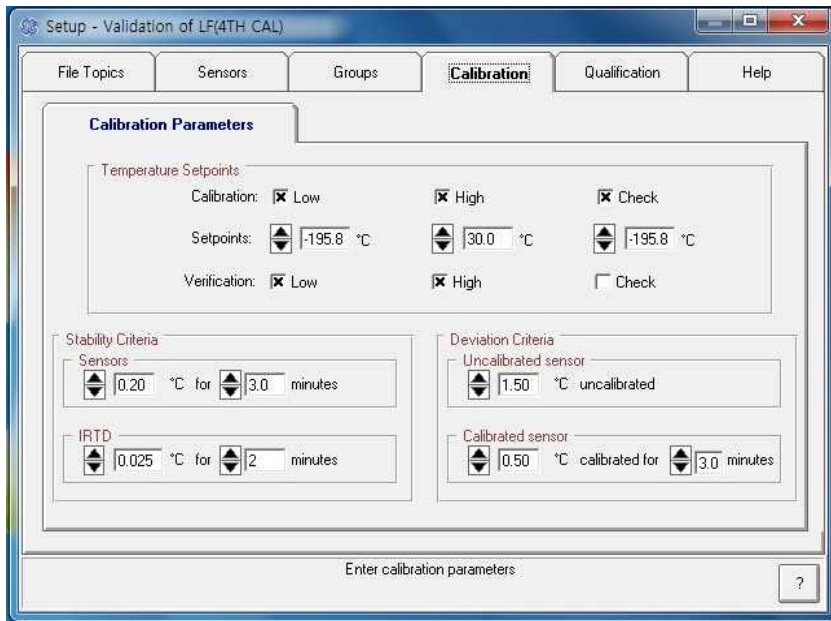 Setup - Validation of LF(4TH CAL)
File Topics Sensors Groups Calibration Qualification Help
Calibration Parameters
Temperature Setpoints
Calibration: Low High Check
Setpoints: -195.8 °C 30.0 °C -195.8 °C
Verification: Low High Check
Stability Criteria
Sensors
0.20 °C for 3.0 minutes
IRTD
0.025 °C for 2 minutes
Deviation Criteria
Uncalibrated sensor
1.50 °C uncalibrated
Calibrated sensor
0.50 °C calibrated for 3.0 minutes
Enter calibration parameters
?